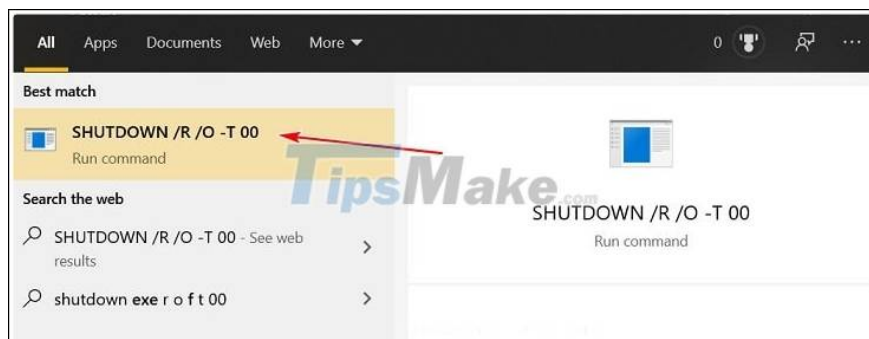 All Apps Documents Web More 0 ...
Best match
SHUTDOWN /R /O -T 00
Run command
Search the web
SHUTDOWN /R /O -T 00 - See web
results
shutdown exe r o f t 00
TipsMake.com
SHUTDOWN /R /O -T 00
Run command